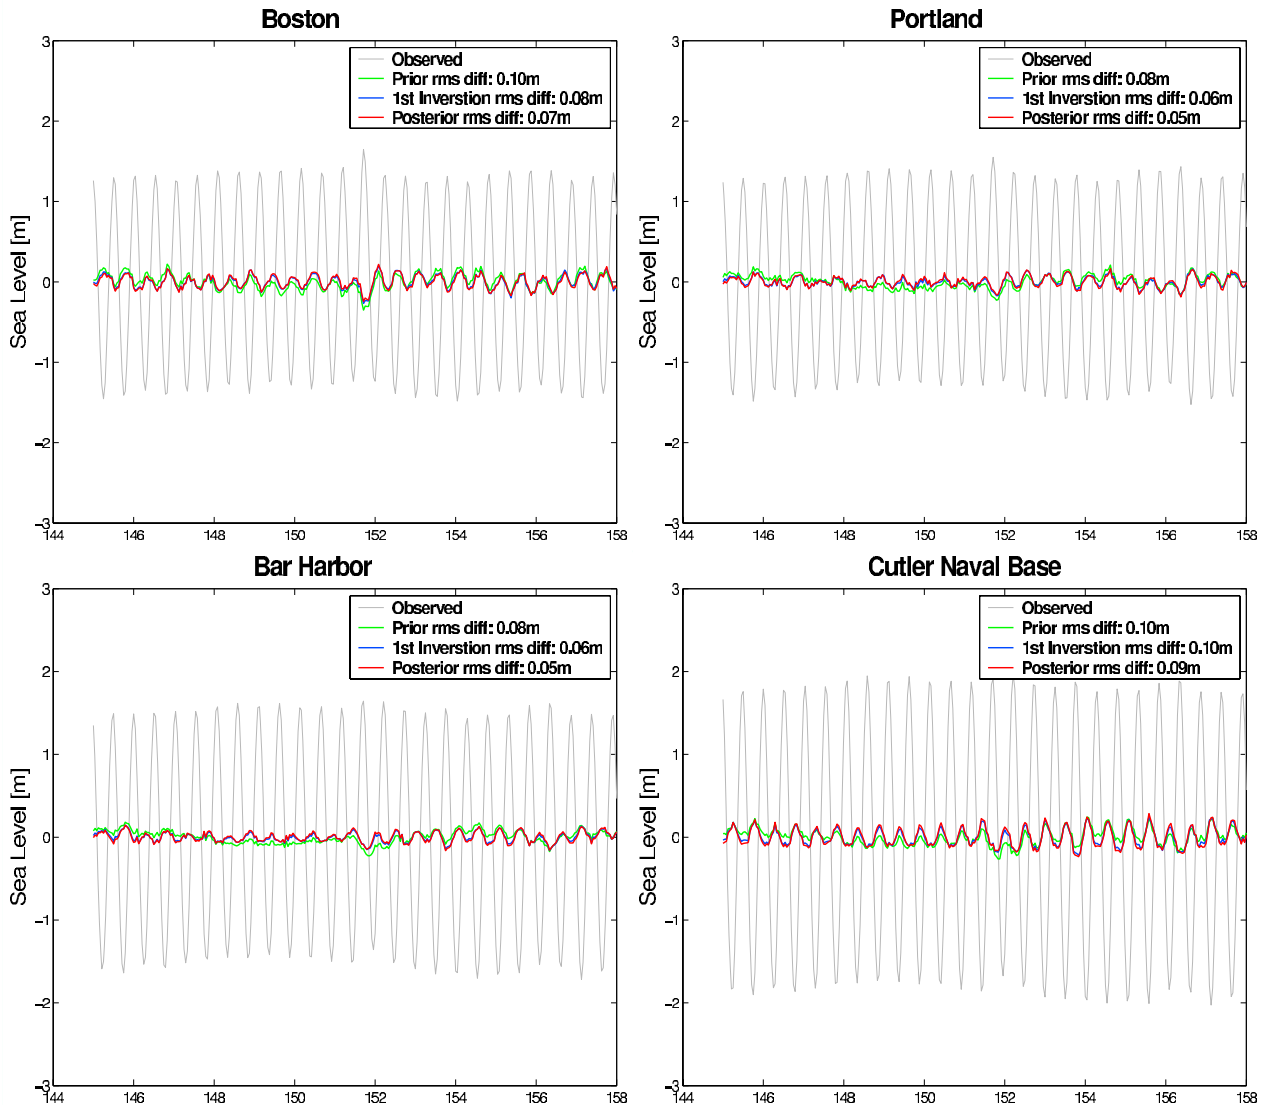 Boston
Observed
Prior rms diff: 0.10m
1st Inverstion rms diff: 0.08m
Posterior rms diff: 0.07m
Sea Level [m]
3
2
1
0
−1
−2
−3
144 146 148 150 152 154 156 158
Portland
Observed
Prior rms diff: 0.08m
1st Inverstion rms diff: 0.06m
Posterior rms diff: 0.05m
Sea Level [m]
3
2
1
0
−1
−2
−3
144 146 148 150 152 154 156 158
Bar Harbor
Observed
Prior rms diff: 0.08m
1st Inverstion rms diff: 0.06m
Posterior rms diff: 0.05m
Sea Level [m]
3
2
1
0
−1
−2
−3
144 146 148 150 152 154 156 158
Cutler Naval Base
Observed
Prior rms diff: 0.10m
1st Inverstion rms diff: 0.10m
Posterior rms diff: 0.09m
Sea Level [m]
3
2
1
0
−1
−2
−3
144 146 148 150 152 154 156 158